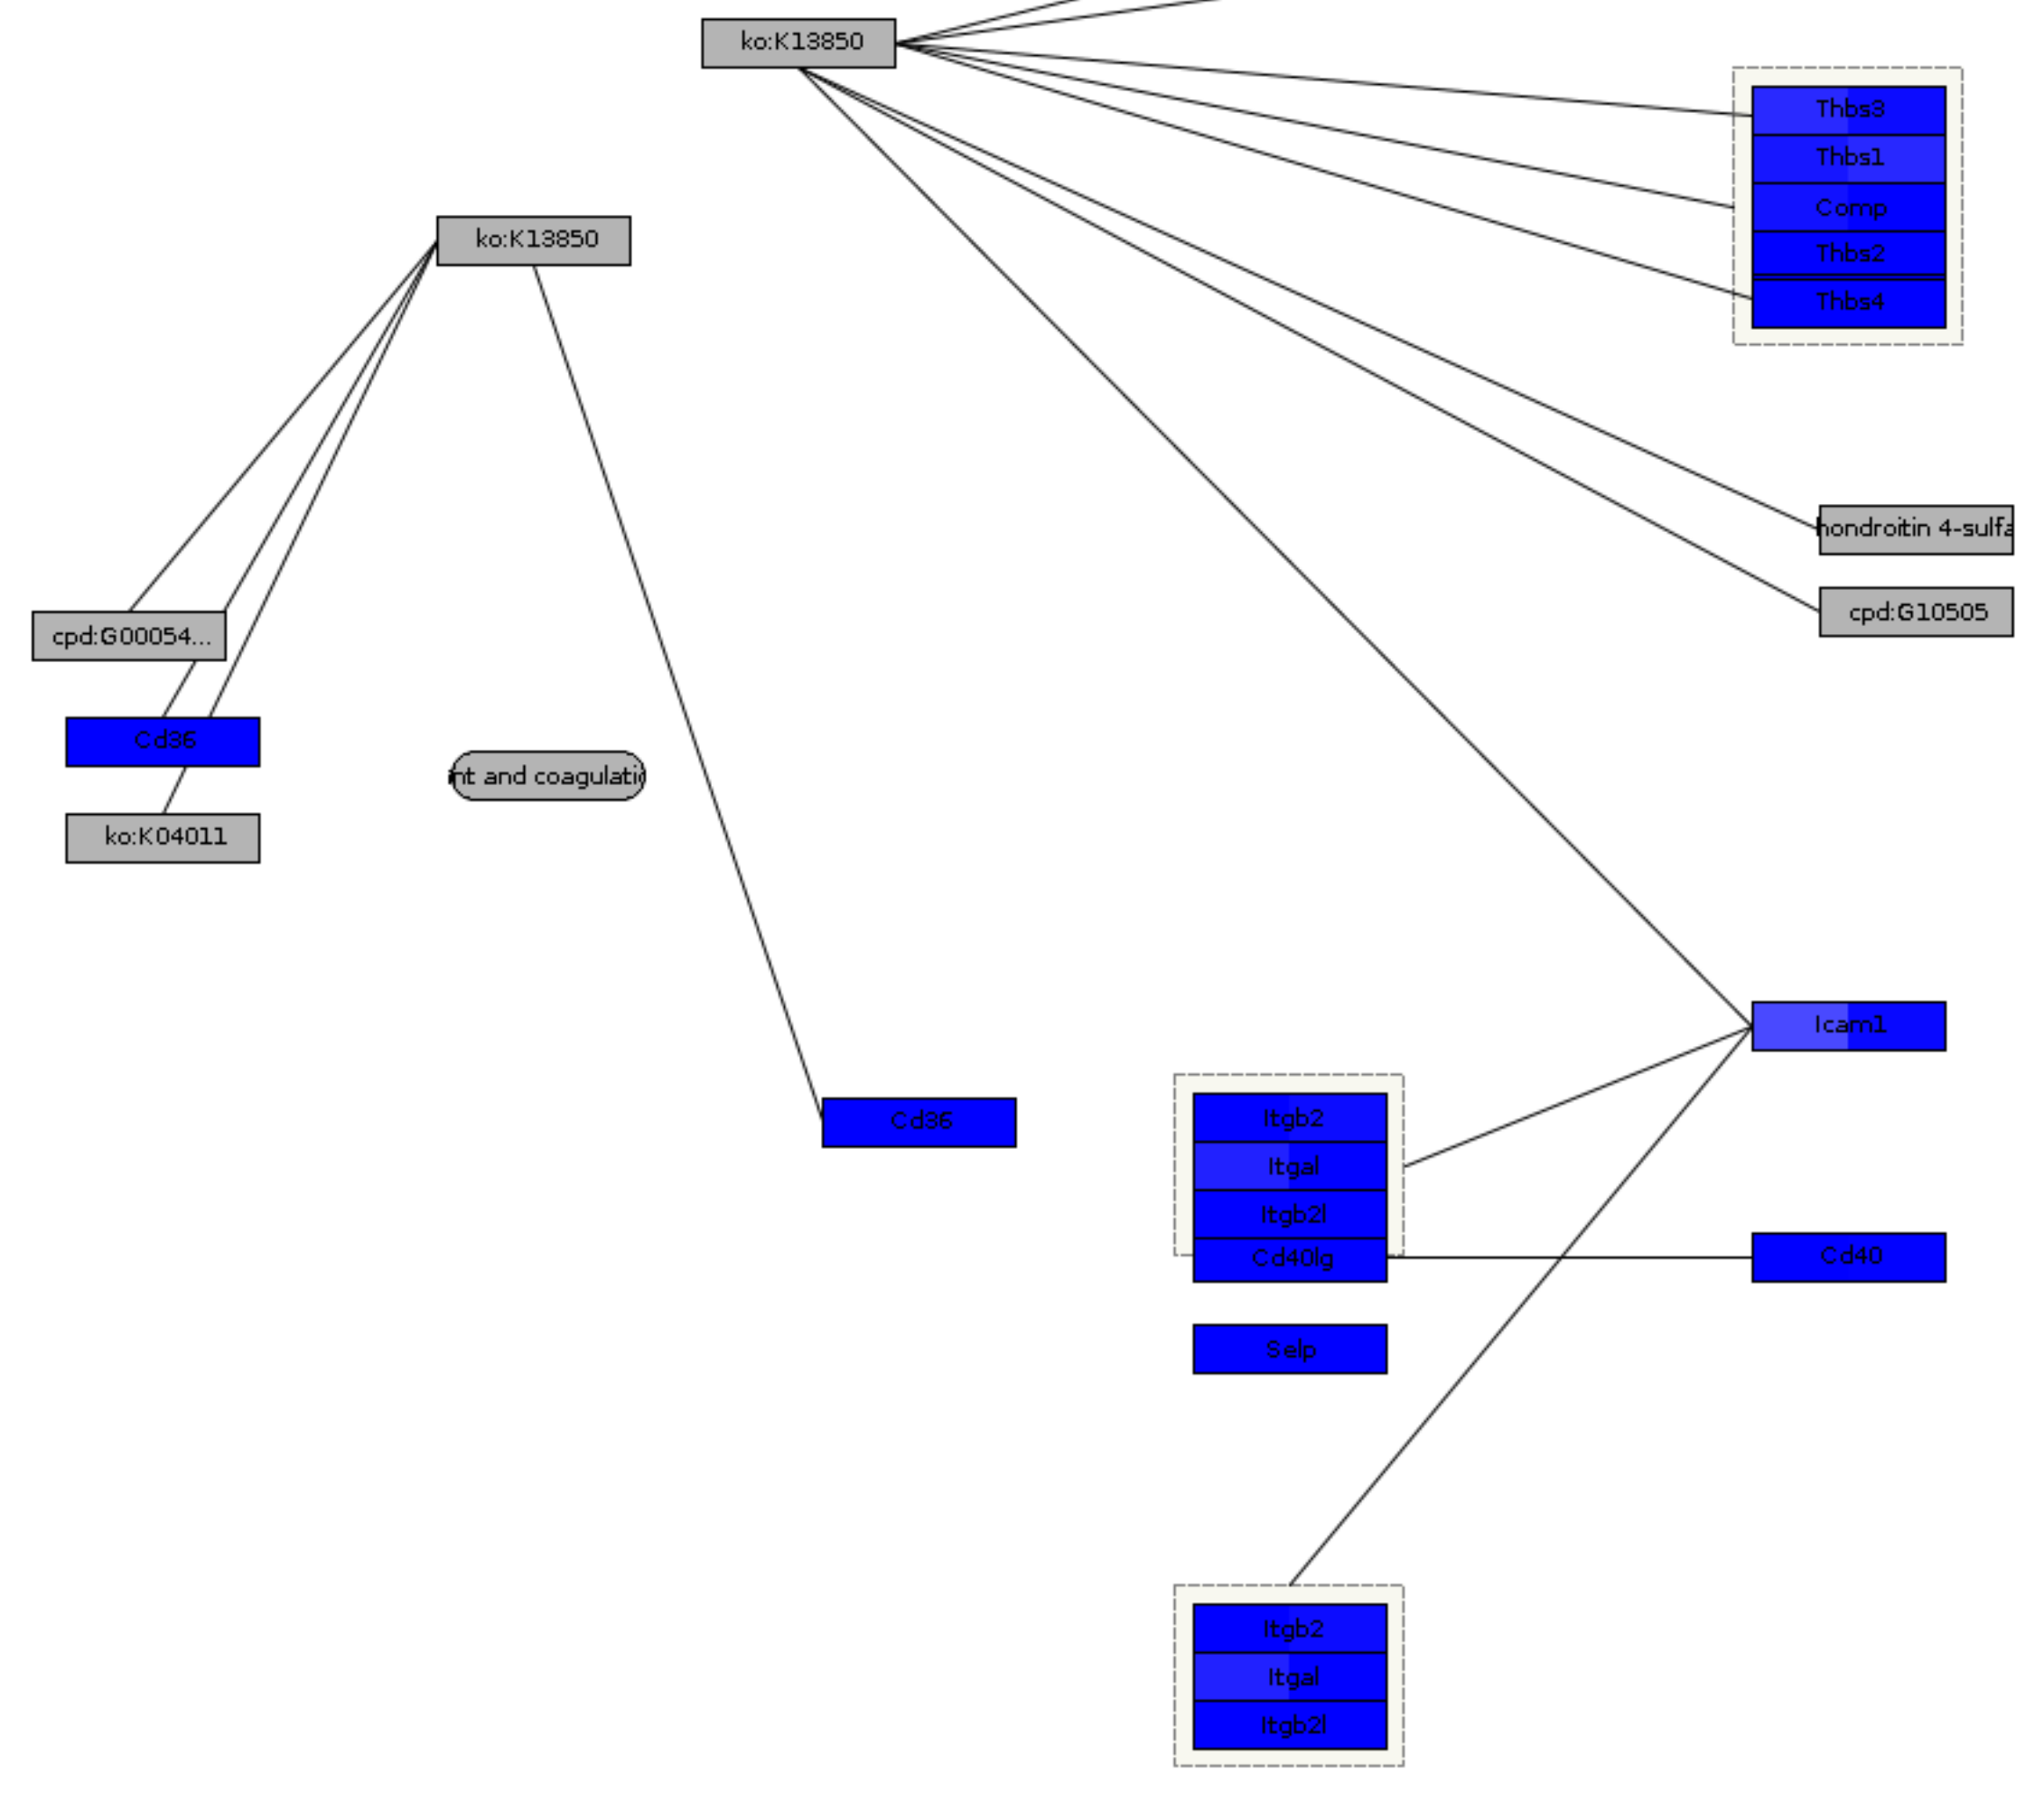 ko:K13850
Thbs3
Thbs1
Comp
Thbs2
Thbs4
ko:K13850
hondroitin 4-sulfa
cpd:G10505
cpd:G00054...
Cd36
nt and coagulatio
ko:K04011
Icam1
Cd36
Itgb2
Itgal
Itgb2l
Cd40lg
Cd40
Selp
Itgb2
Itgal
Itgb2l